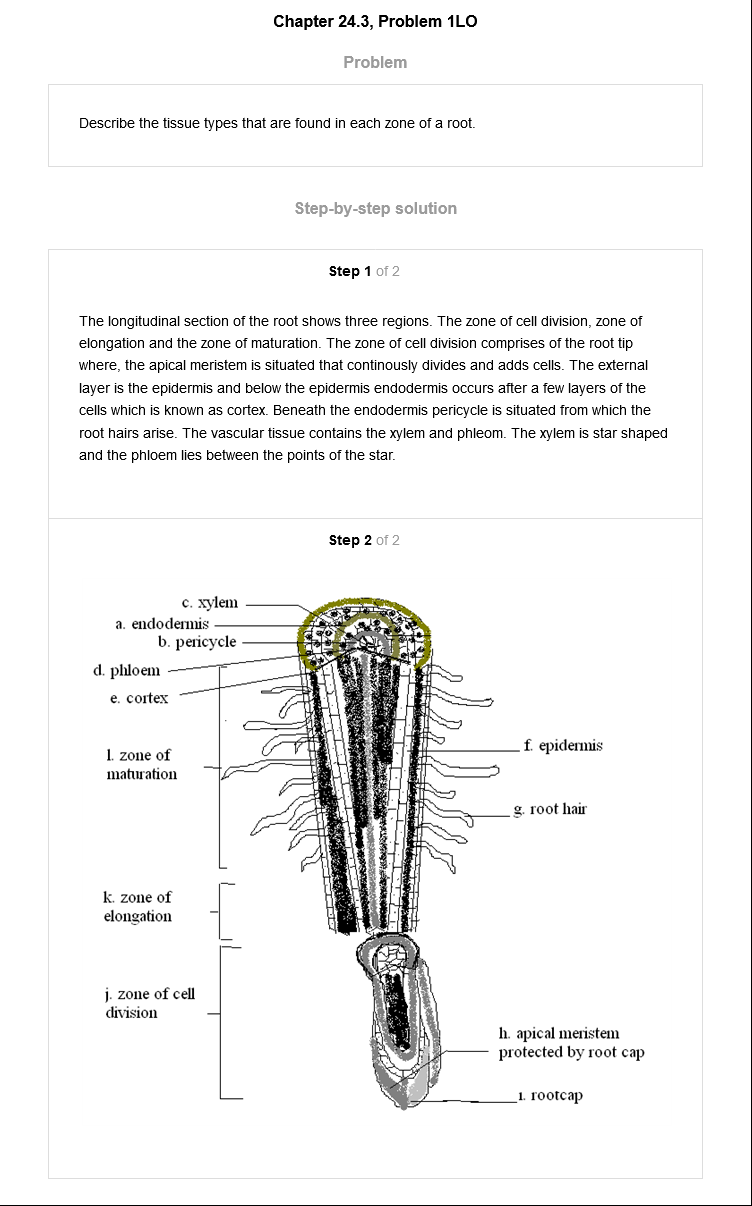 Chapter 24.3, Problem 1LO
Problem
Describe the tissue types that are found in each zone of a root.
Step-by-step solution
Step 1 of 2
The longitudinal section of the root shows three regions. The zone of cell division, zone of
elongation and the zone of maturation. The zone of cell division comprises of the root tip
where, the apical meristem is situated that continously divides and adds cells. The external
layer is the epidermis and below the epidermis endodermis occurs after a few layers of the
cells which is known as cortex. Beneath the endodermis pericycle is situated from which the
root hairs arise. The vascular tissue contains the xylem and phleom. The xylem is star shaped
and the phloem lies between the points of the star.
Step 2 of 2
c. xylem
a. endodermis
b. pericycle
d. phloem
e. cortex
f. epidermis
l. zone of
maturation
g. root hair
k. zone of
elongation
j. zone of cell
division
h. apical meristem
protected by root cap
i. rootcap